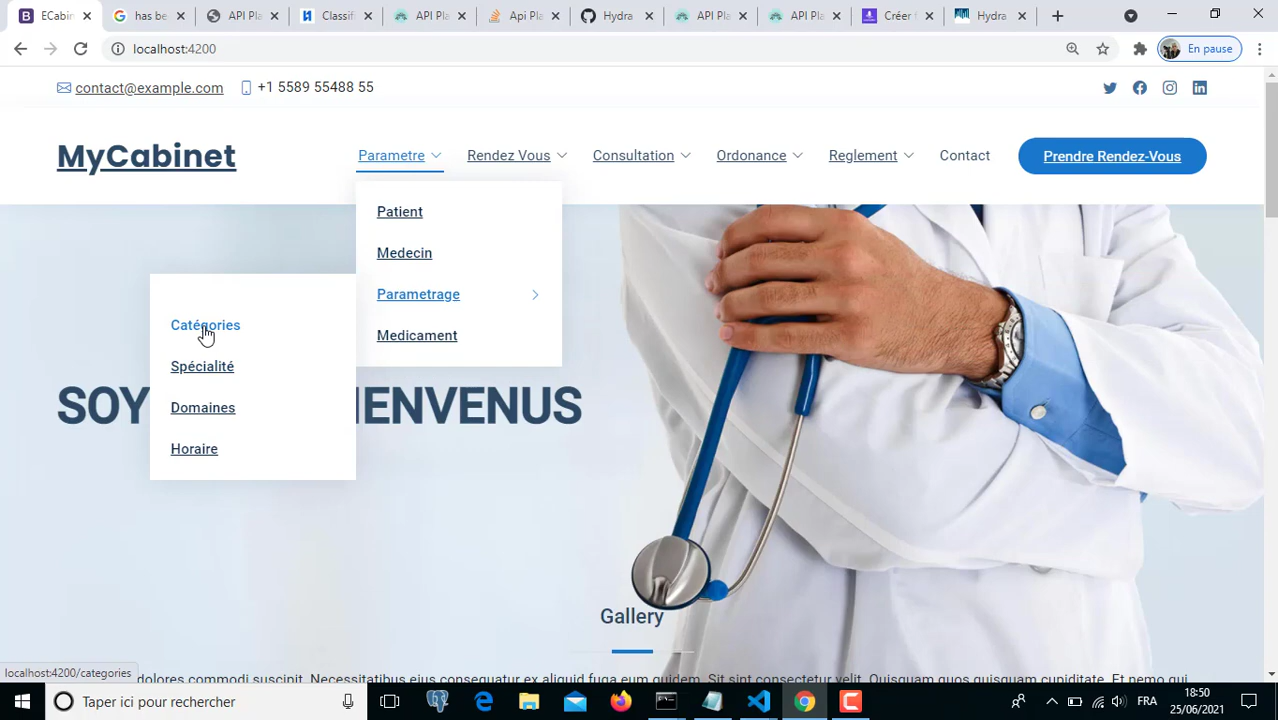 ECabin
has be
API Pl
Classifi
API Pla
Api Pla
Hydra
API Pla
API Pla
Créer f
Hydra
localhost:4200
En pause
contact@example.com
+1 5589 55488 55
MyCabinet
Parametre
Rendez Vous
Consultation
Ordonance
Reglement
Contact
Prendre Rendez-Vous
Patient
Medecin
Parametrage
Medicament
Catégories
Spécialité
Domaines
Horaire
SOY
IENVENUS
Gallery
dolores commodi suscipit. Necessitatibus eius consequatur ex aliquid fuga eum quidem. Sit sint consectetur velit. Quisquam quos quisquam cupiditate. Et nemo qui
localhost:4200/categories
Taper ici pour rechercher
FRA
18:50
25/06/2021